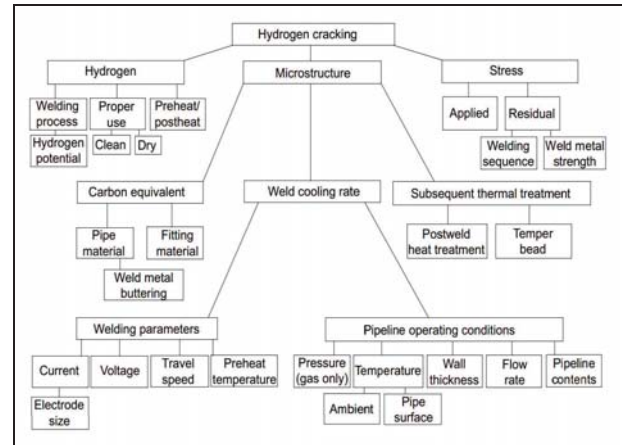 Hydrogen cracking
Hydrogen
Microstructure
Stress
Welding
process
Proper
use
Preheat/
postheat
Applied
Residual
Hydrogen
potential
Clean
Dry
Welding
sequence
Weld metal
strength
Carbon equivalent
Weld cooling rate
Subsequent thermal treatment
Pipe
material
Fitting
material
Postweld
heat treatment
Temper
bead
Weld metal
buttering
Welding parameters
Pipeline operating conditions
Current
Voltage
Travel
speed
Preheat
temperature
Pressure
(gas only)
Temperature
Wall
thickness
Flow
rate
Pipeline
contents
Electrode
size
Ambient
Pipe
surface